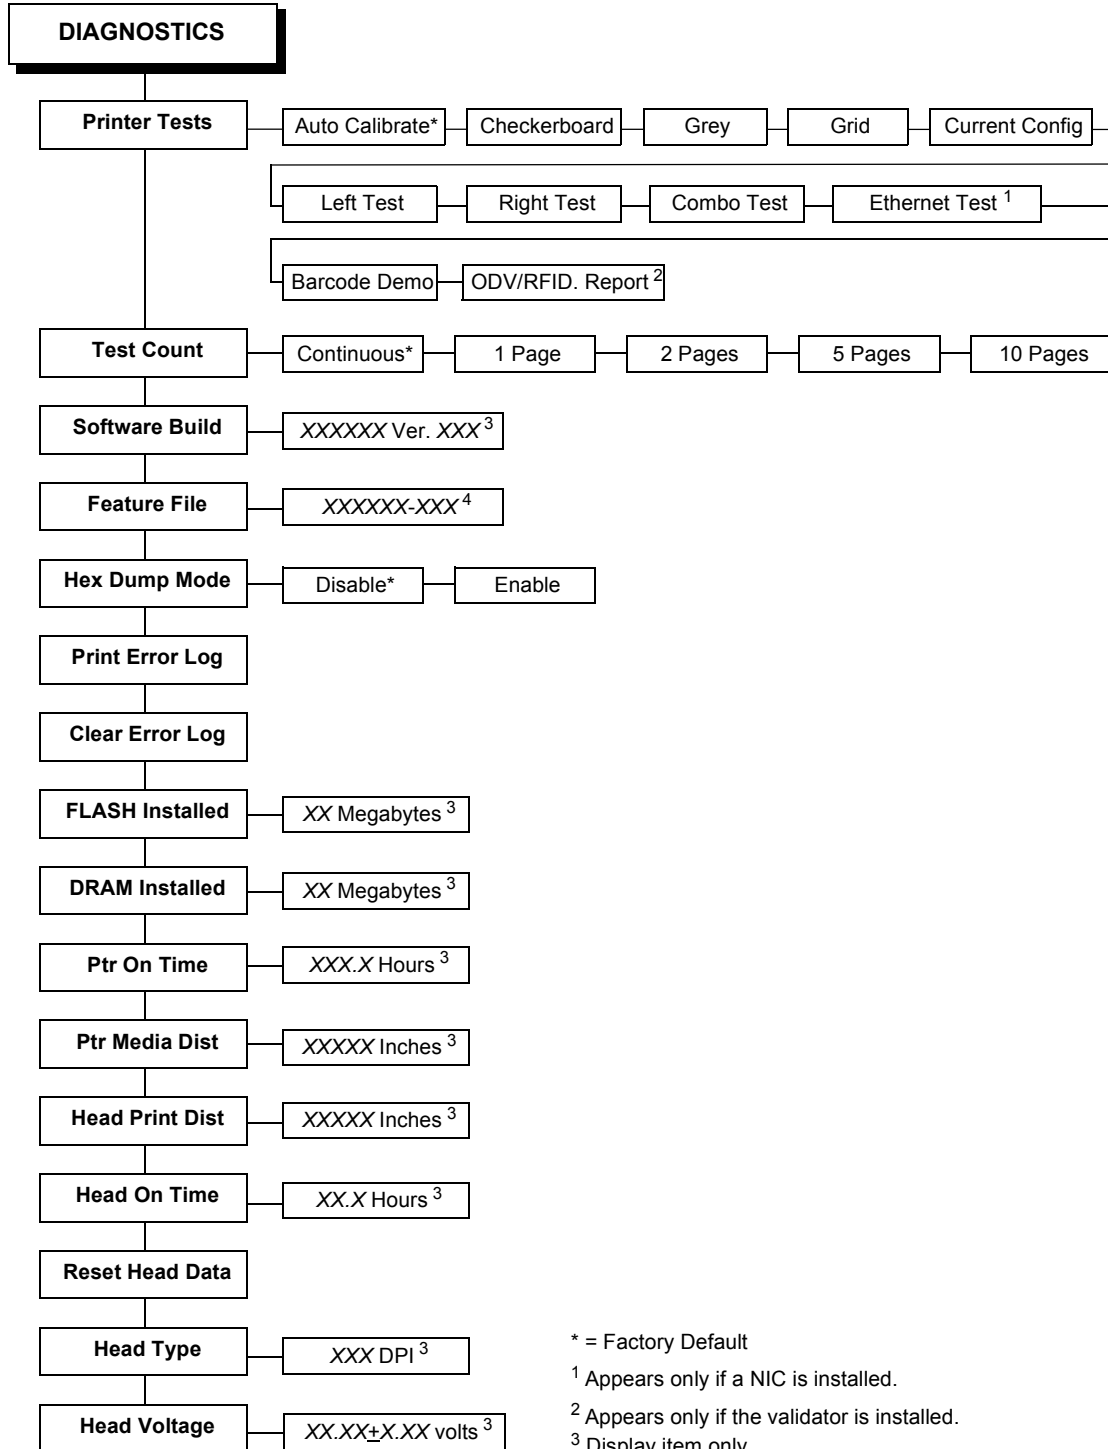 DIAGNOSTICS
Printer Tests
Auto Calibrate*
Checkerboard
Grey
Grid
Current Config
Left Test
Right Test
Combo Test
Ethernet Test 1
Barcode Demo
ODV/RFID. Report 2
Test Count
Continuous*
1 Page
2 Pages
5 Pages
10 Pages
Software Build
XXXXXX Ver. XXX 3
Feature File
XXXXXX-XXX 4
Hex Dump Mode
Disable*
Enable
Print Error Log
Clear Error Log
FLASH Installed
XX Megabytes 3
DRAM Installed
XX Megabytes 3
Ptr On Time
XXX.X Hours 3
Ptr Media Dist
XXXXX Inches 3
Head Print Dist
XXXXX Inches 3
Head On Time
XX.X Hours 3
Reset Head Data
Head Type
XXX DPI 3
Head Voltage
XX.XX±X.XX volts 3
* = Factory Default
1 Appears only if a NIC is installed.
2 Appears only if the validator is installed.
3 Display item only